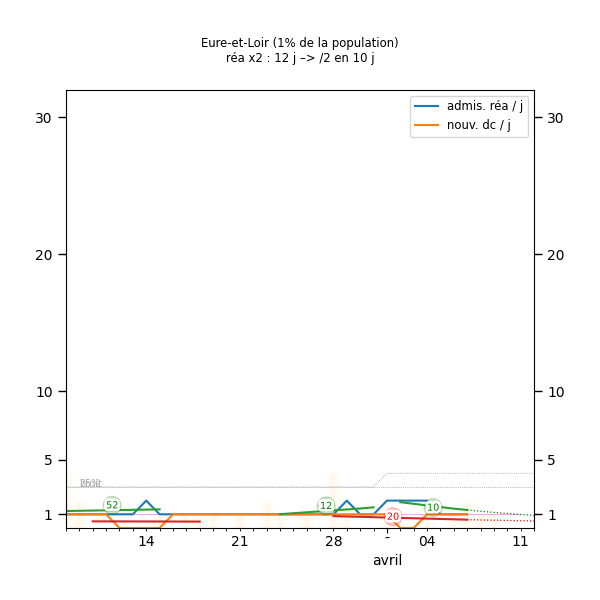 Eure-et-Loir (1% de la population)
réa x2 : 12 j –> /2 en 10 j
admis. réa / j
nouv. dc / j
30 30
20 20
10 10
5 5
1 1
52
12
20
10
14 21 28 - 04 11
avril